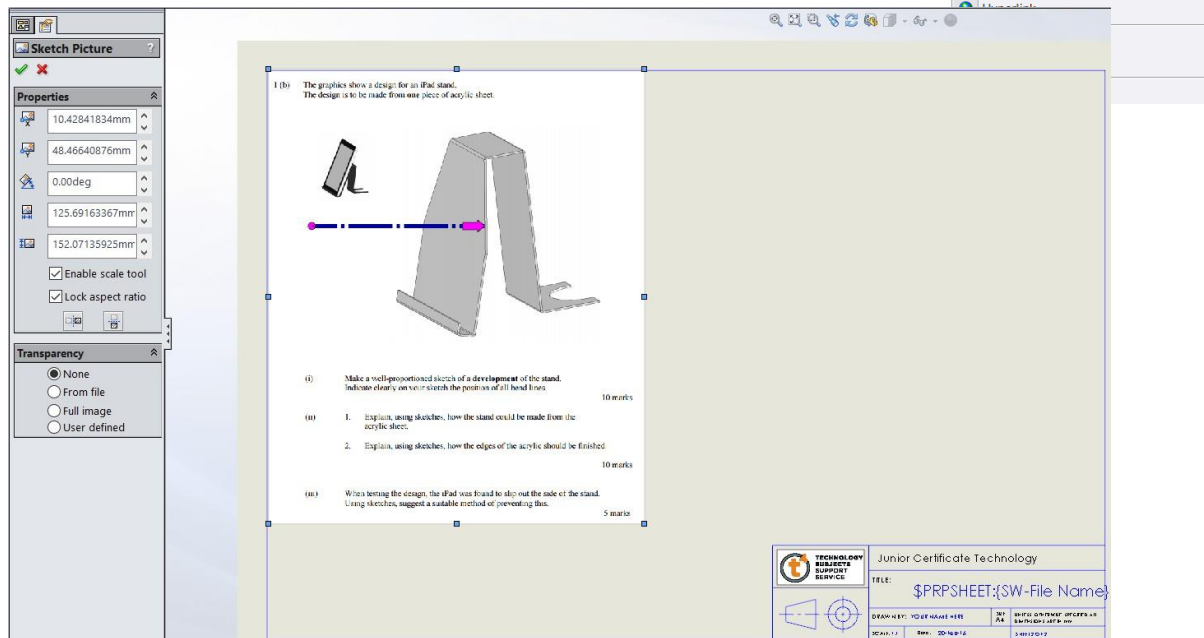 Sketch Picture ?
Properties
10.42841834mm
48.46640876mm
0.00deg
125.69163367mm
152.07135925mm
Enable scale tool
Lock aspect ratio
Transparency
None
From file
Full image
User defined
1 (b) The graphics show a design for an iPad stand.
The design is to be made from one piece of acrylic sheet.
(i) Make a well-proportioned sketch of a development of the stand.
Indicate clearly on your sketch the position of all bend lines
10 marks
(ii) 1. Explain, using sketches, how the stand could be made from the
acrylic sheet.
2. Explain, using sketches, how the edges of the acrylic should be finished
10 marks
(iii) When testing the design, the iPad was found to slip out the side of the stand.
Using sketches, suggest a suitable method of preventing this.
5 marks
TECHNOLOGY
SUBJECTS
SUPPORT
SERVICE
Junior Certificate Technology
TITLE:
$PRPSHEET:{SW-File Name}
DRAWN BY: YOUR NAME HERE
A4